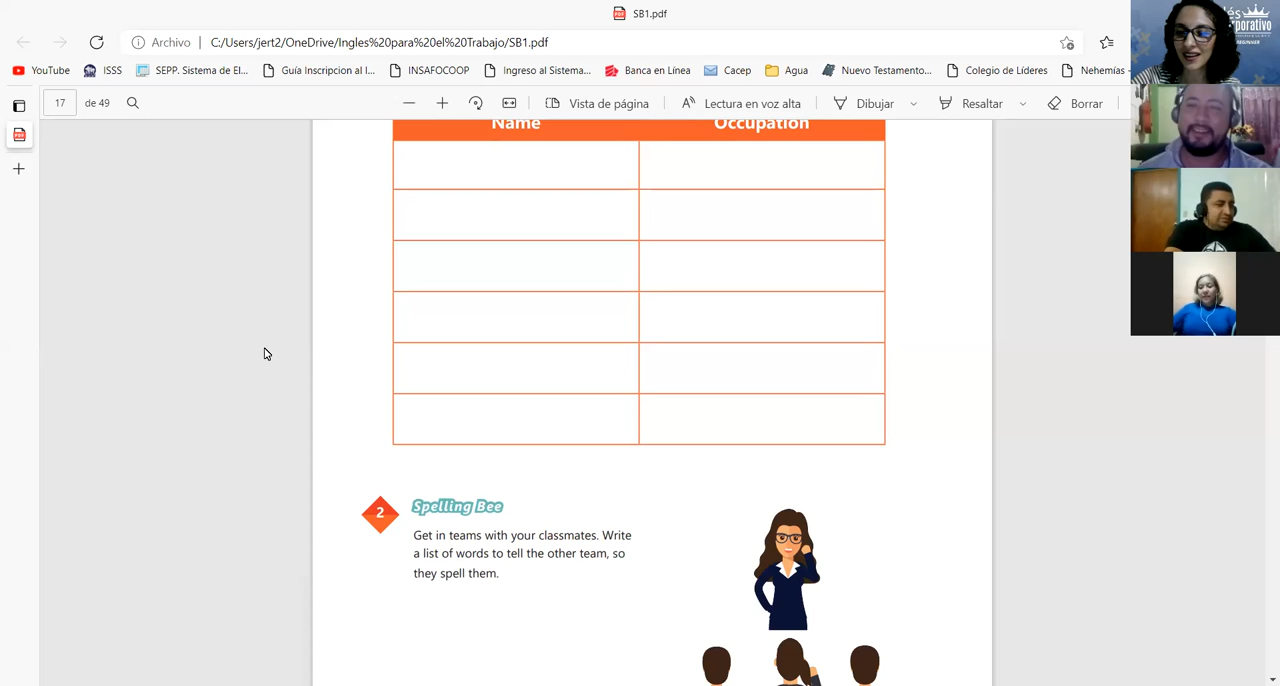 SB1.pdf
Archivo C:/Users/jert2/OneDrive/Ingles%20para%20el%20Trabajo/SB1.pdf
YouTube ISSS SEPP. Sistema de El... Guía Inscripcion al I... INSAFOCOOP Ingreso al Sistema... Banca en Línea Cacep Agua Nuevo Testamento... Colegio de Líderes Nehemías -
17 de 49 Vista de página Lectura en voz alta Dibujar Resaltar Borrar
Name Occupation
2 Spelling Bee
Get in teams with your classmates. Write
a list of words to tell the other team, so
they spell them.
és
orporativo
BEGINNER